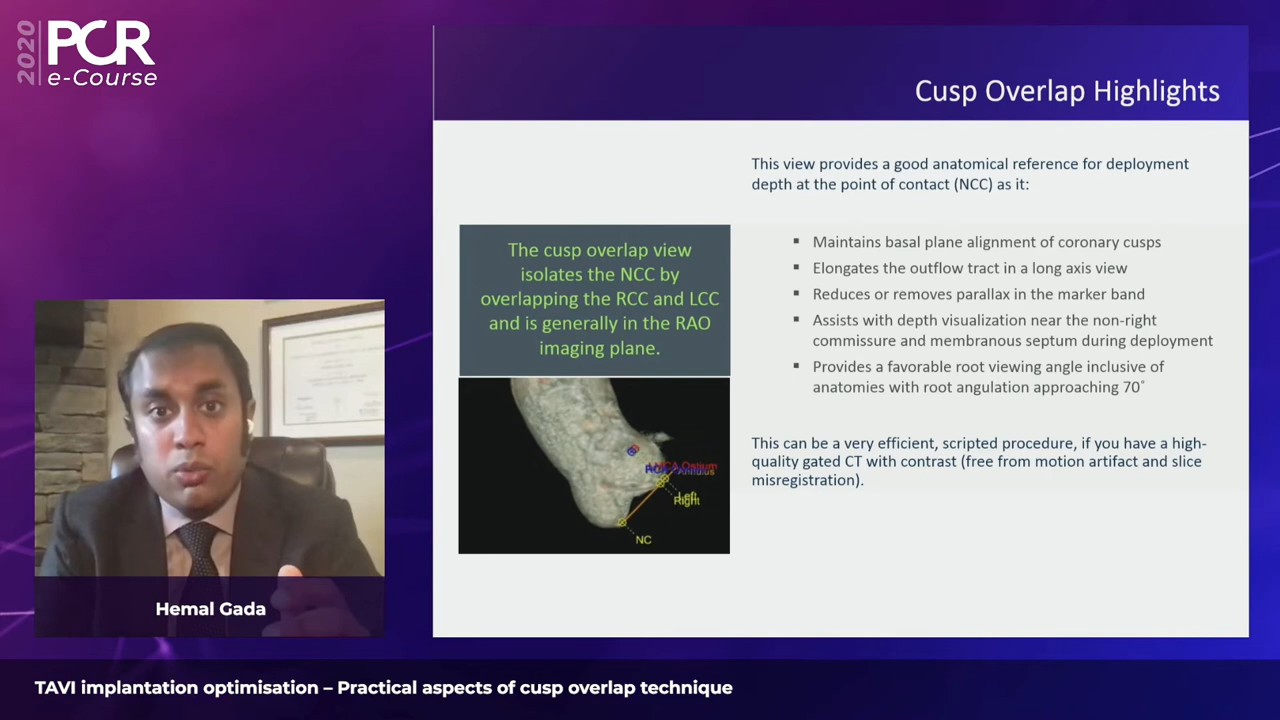 2020
PCR
e-Course
Cusp Overlap Highlights
This view provides a good anatomical reference for deployment
depth at the point of contact (NCC) as it:
The cusp overlap view
isolates the NCC by
overlapping the RCC and LCC
and is generally in the RAO
imaging plane.
▪ Maintains basal plane alignment of coronary cusps
▪ Elongates the outflow tract in a long axis view
▪ Reduces or removes parallax in the marker band
▪ Assists with depth visualization near the non-right
commissure and membranous septum during deployment
▪ Provides a favorable root viewing angle inclusive of
anatomies with root angulation approaching 70˚
This can be a very efficient, scripted procedure, if you have a high-
quality gated CT with contrast (free from motion artifact and slice
misregistration).
Left
Right
NC
Hemal Gada
TAVI implantation optimisation – Practical aspects of cusp overlap technique